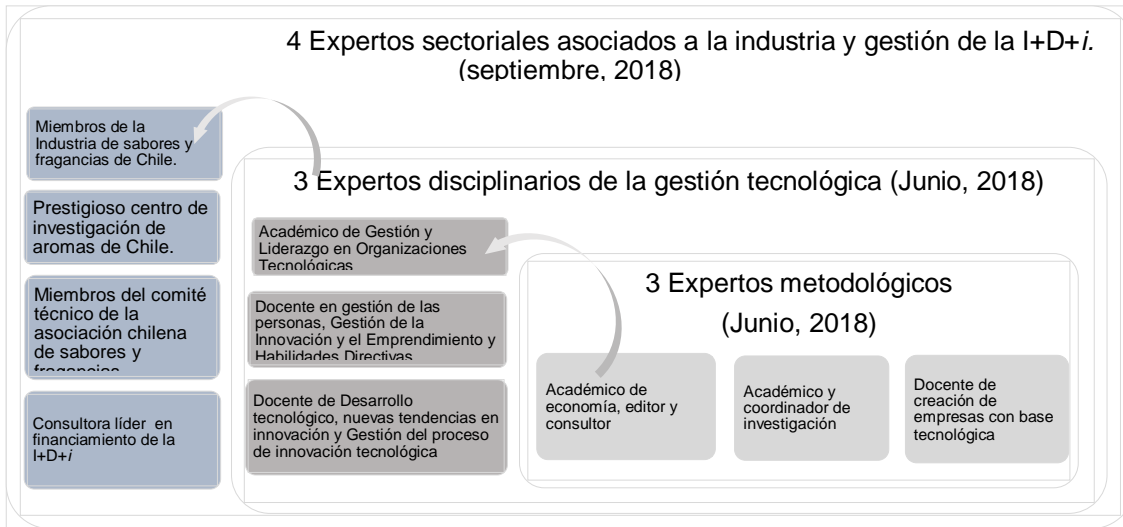 4 Expertos sectoriales asociados a la industria y gestión de la I+D+i.
(septiembre, 2018)
Miembros de la
Industria de sabores y
fragancias de Chile.
Prestigioso centro de
investigación de
aromas de Chile.
Miembros del comité
técnico de la
asociación chilena
de sabores y
fragancias
Consultora líder en
financiamiento de la
I+D+i
3 Expertos disciplinarios de la gestión tecnológica (Junio, 2018)
Académico de Gestión y
Liderazgo en Organizaciones
Tecnológicas
Docente en gestión de las
personas, Gestión de la
Innovación y el Emprendimiento y
Habilidades Directivas
Docente de Desarrollo
tecnológico, nuevas tendencias en
innovación y Gestión del proceso
de innovación tecnológica
3 Expertos metodológicos
(Junio, 2018)
Académico de
economía, editor y
consultor
Académico y
coordinador de
investigación
Docente de
creación de
empresas con base
tecnológica